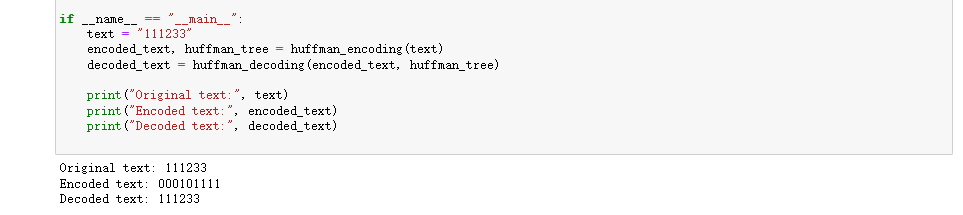 if __name__ == "__main__":
    text = "111233"
    encoded_text, huffman_tree = huffman_encoding(text)
    decoded_text = huffman_decoding(encoded_text, huffman_tree)
    print("Original text:", text)
    print("Encoded text:", encoded_text)
    print("Decoded text:", decoded_text)
Original text: 111233
Encoded text: 000101111
Decoded text: 111233